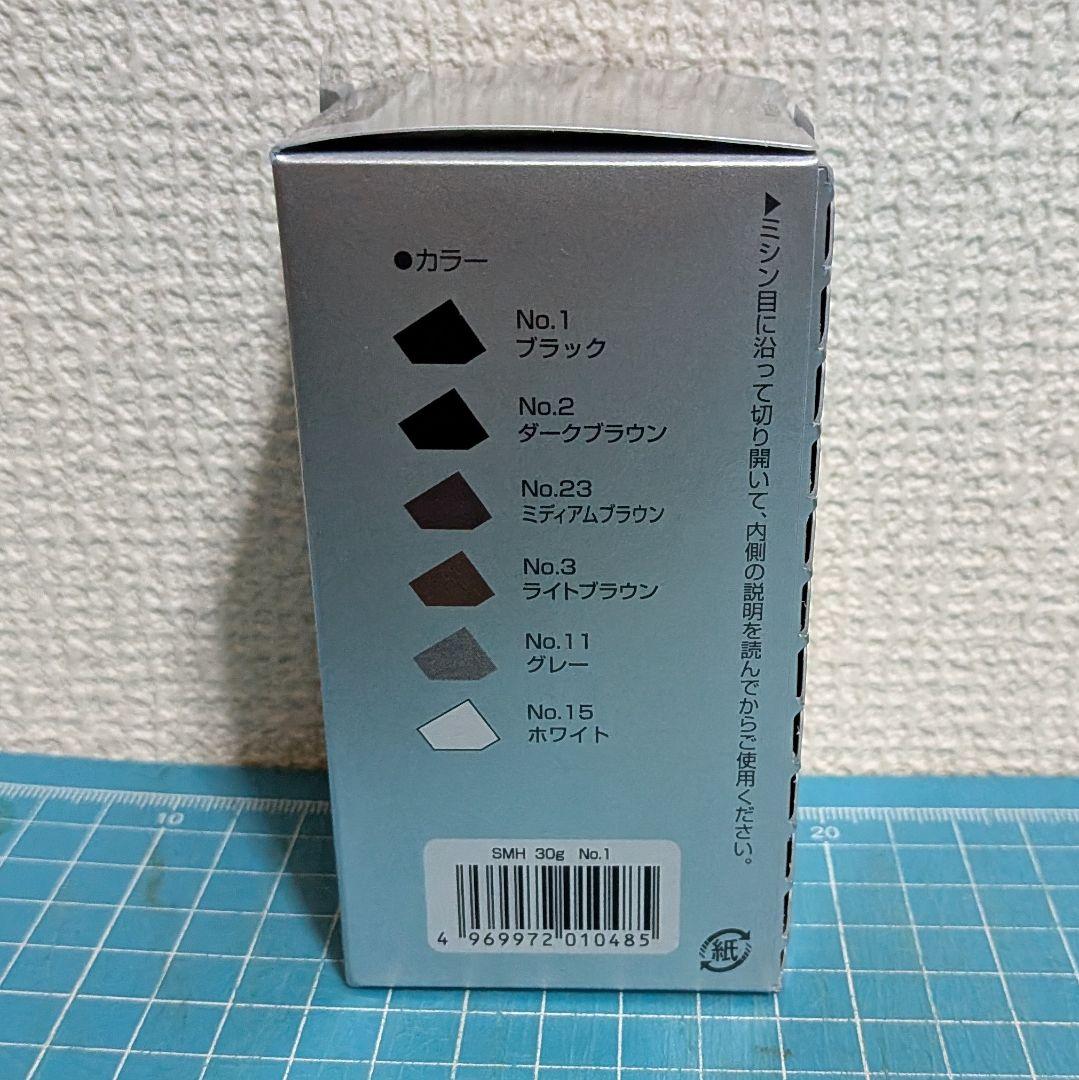 ●カラー
No.1
ブラック
No.2
ダークブラウン
No.23
ミディアムブラウン
No.3
ライトブラウン
No.11
グレー
No.15
ホワイト
▶ミシン目に沿って切り開いて、内側の説明を読んでからご使用ください。
SMH 30g No.1
4 969972 010485
紙
10
20